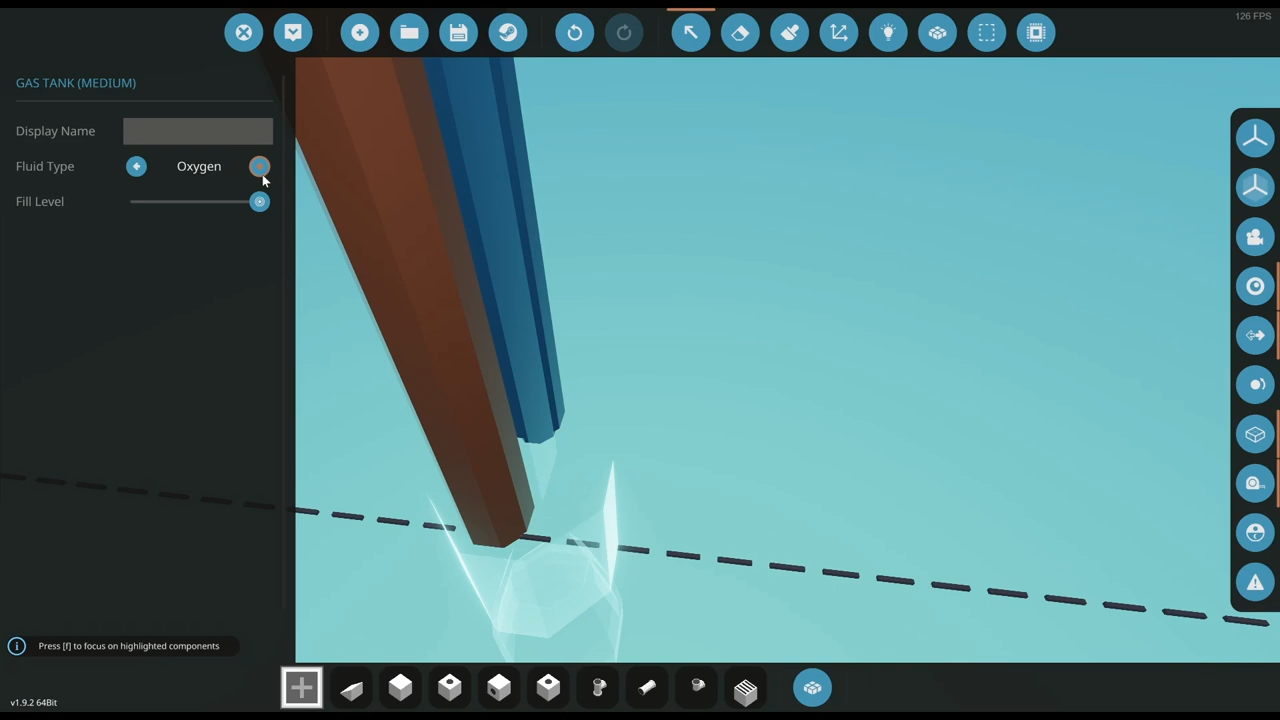 126 FPS
GAS TANK (MEDIUM)
Display Name
Fluid Type
Oxygen
Fill Level
Press [f] to focus on highlighted components
v1.9.2 64Bit